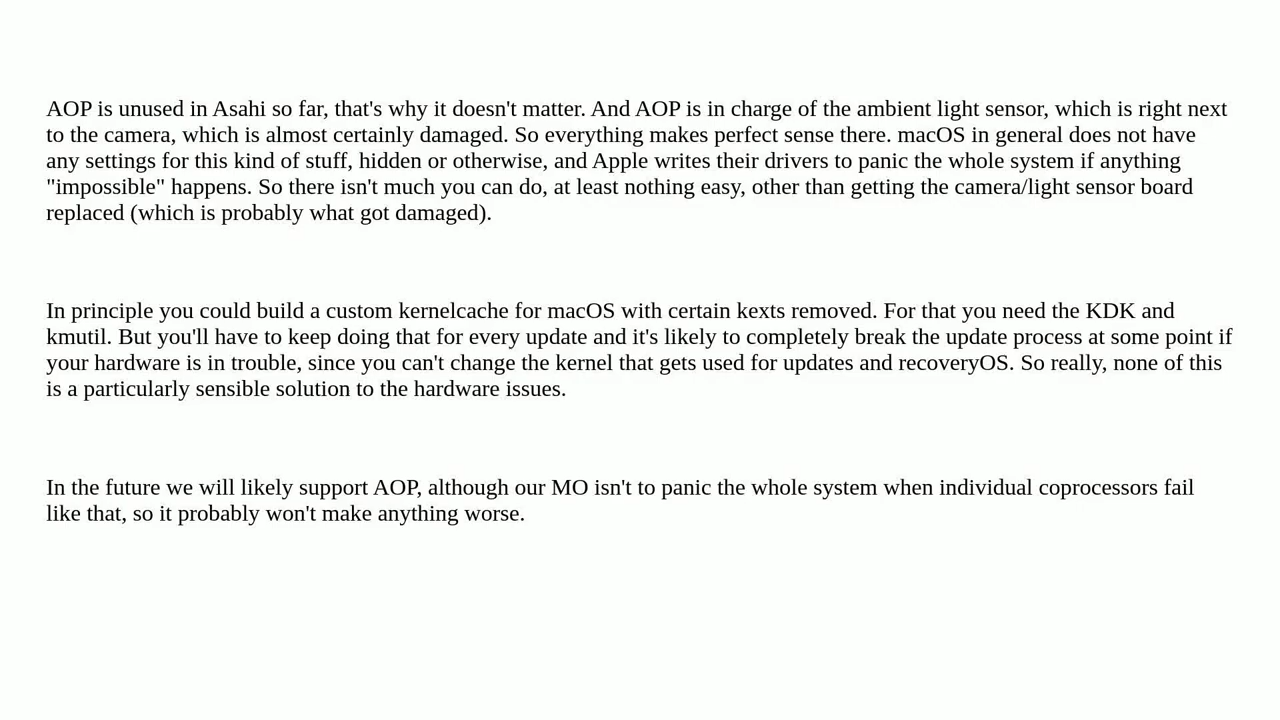 AOP is unused in Asahi so far, that's why it doesn't matter. And AOP is in charge of the ambient light sensor, which is right next
to the camera, which is almost certainly damaged. So everything makes perfect sense there. macOS in general does not have
any settings for this kind of stuff, hidden or otherwise, and Apple writes their drivers to panic the whole system if anything
"impossible" happens. So there isn't much you can do, at least nothing easy, other than getting the camera/light sensor board
replaced (which is probably what got damaged).
In principle you could build a custom kernelcache for macOS with certain kexts removed. For that you need the KDK and
kmutil. But you'll have to keep doing that for every update and it's likely to completely break the update process at some point if
your hardware is in trouble, since you can't change the kernel that gets used for updates and recoveryOS. So really, none of this
is a particularly sensible solution to the hardware issues.
In the future we will likely support AOP, although our MO isn't to panic the whole system when individual coprocessors fail
like that, so it probably won't make anything worse.